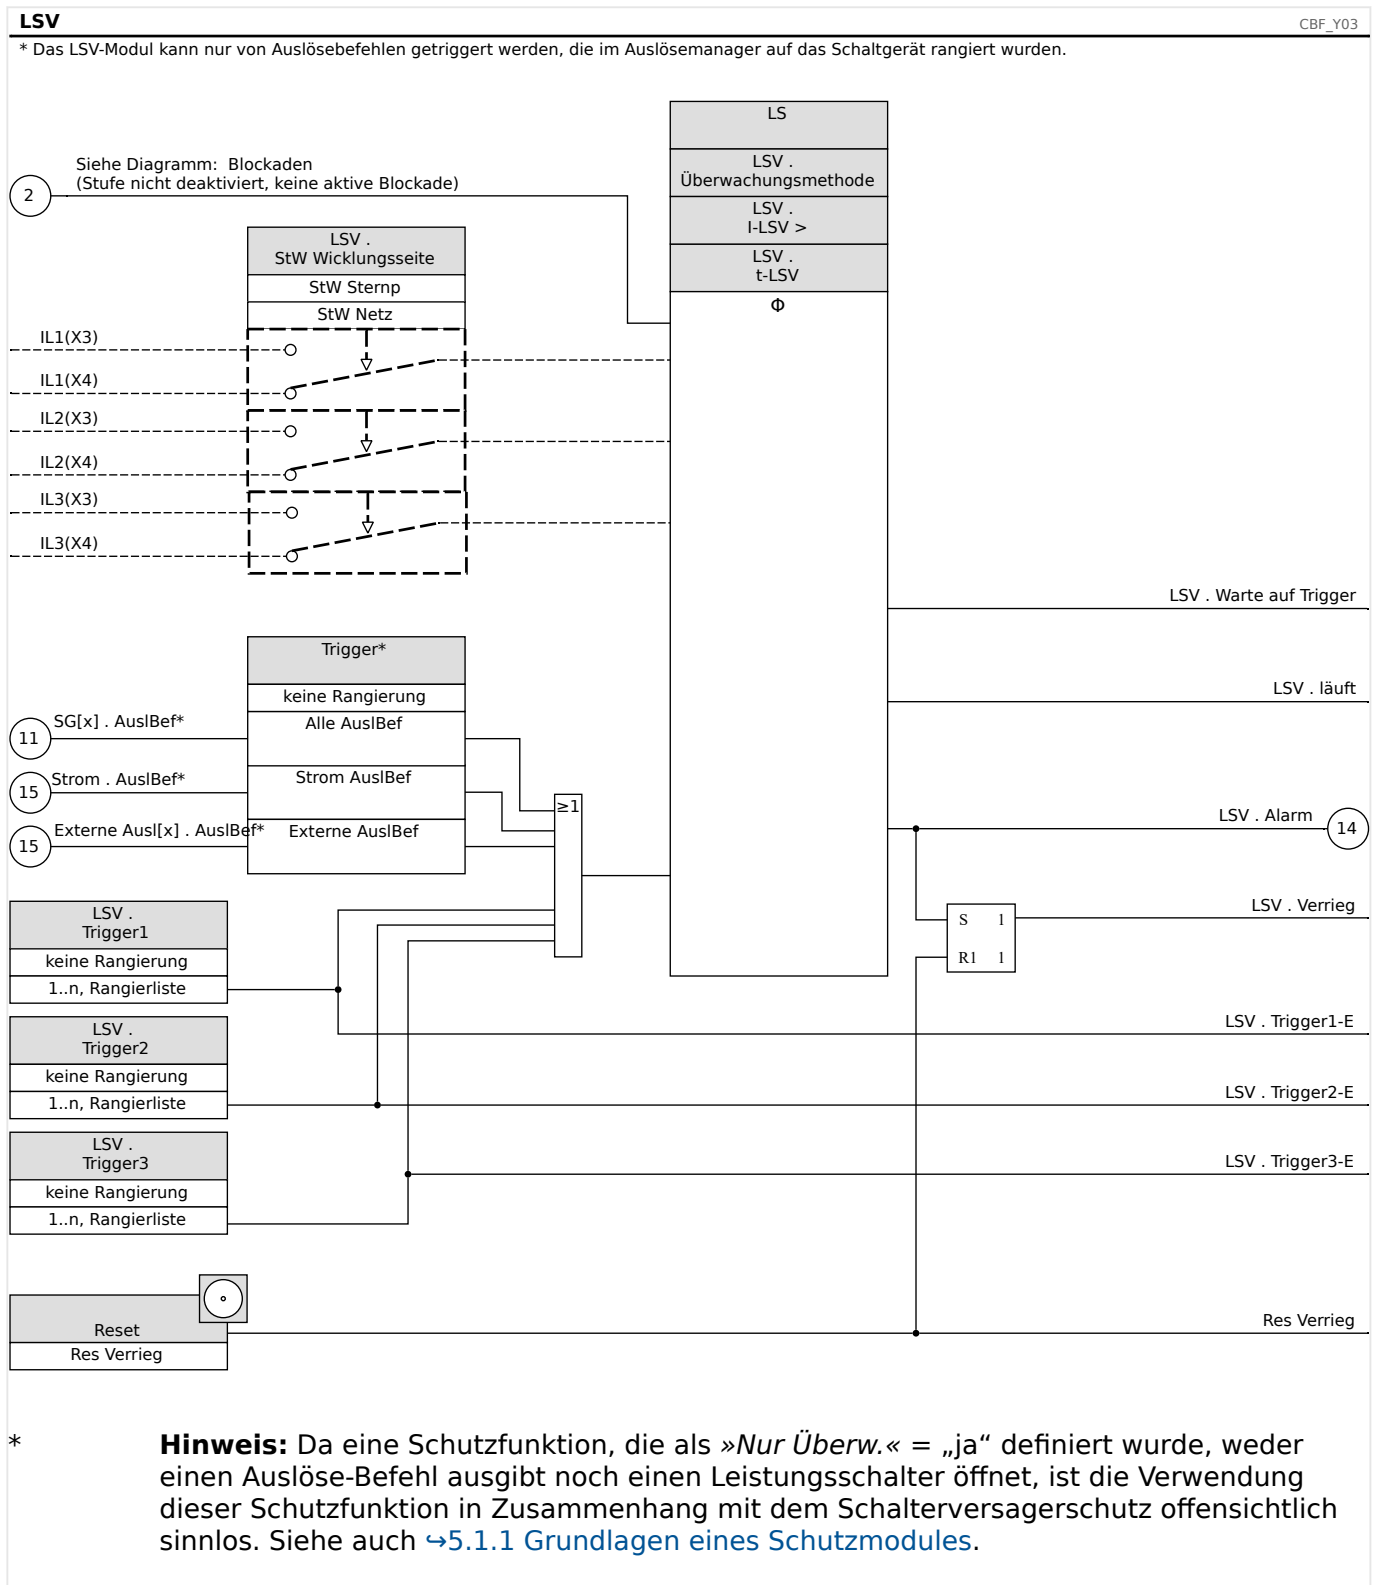 LSV
CBF_Y03
* Das LSV-Modul kann nur von Auslösebefehlen getriggert werden, die im Auslösemanager auf das Schaltgerät rangiert wurden.
LS
LSV .
Überwachungsmethode
LSV .
I-LSV >
LSV .
t-LSV
Φ
Siehe Diagramm: Blockaden
(Stufe nicht deaktiviert, keine aktive Blockade)
2
LSV .
StW Wicklungsseite
StW Sternp
StW Netz
IL1(X3)
IL1(X4)
IL2(X3)
IL2(X4)
IL3(X3)
IL3(X4)
LSV . Warte auf Trigger
Trigger*
keine Rangierung
LSV . läuft
11
SG[x] . AuslBef*
Alle AuslBef
15
Strom . AuslBef*
Strom AuslBef
15
Externe Ausl[x] . AuslBef*
Externe AuslBef
≥1
LSV . Alarm
14
LSV .
Trigger1
keine Rangierung
1..n, Rangierliste
S 1
R1 1
LSV . Verrieg
LSV . Trigger1-E
LSV .
Trigger2
keine Rangierung
1..n, Rangierliste
LSV . Trigger2-E
LSV .
Trigger3
keine Rangierung
1..n, Rangierliste
LSV . Trigger3-E
Reset
Res Verrieg
Res Verrieg
* Hinweis: Da eine Schutzfunktion, die als »Nur Überw.« = „ja“ definiert wurde, weder
einen Auslöse-Befehl ausgibt noch einen Leistungsschalter öffnet, ist die Verwendung
dieser Schutzfunktion in Zusammenhang mit dem Schalterversagerschutz offensichtlich
sinnlos. Siehe auch ↪5.1.1 Grundlagen eines Schutzmodules.